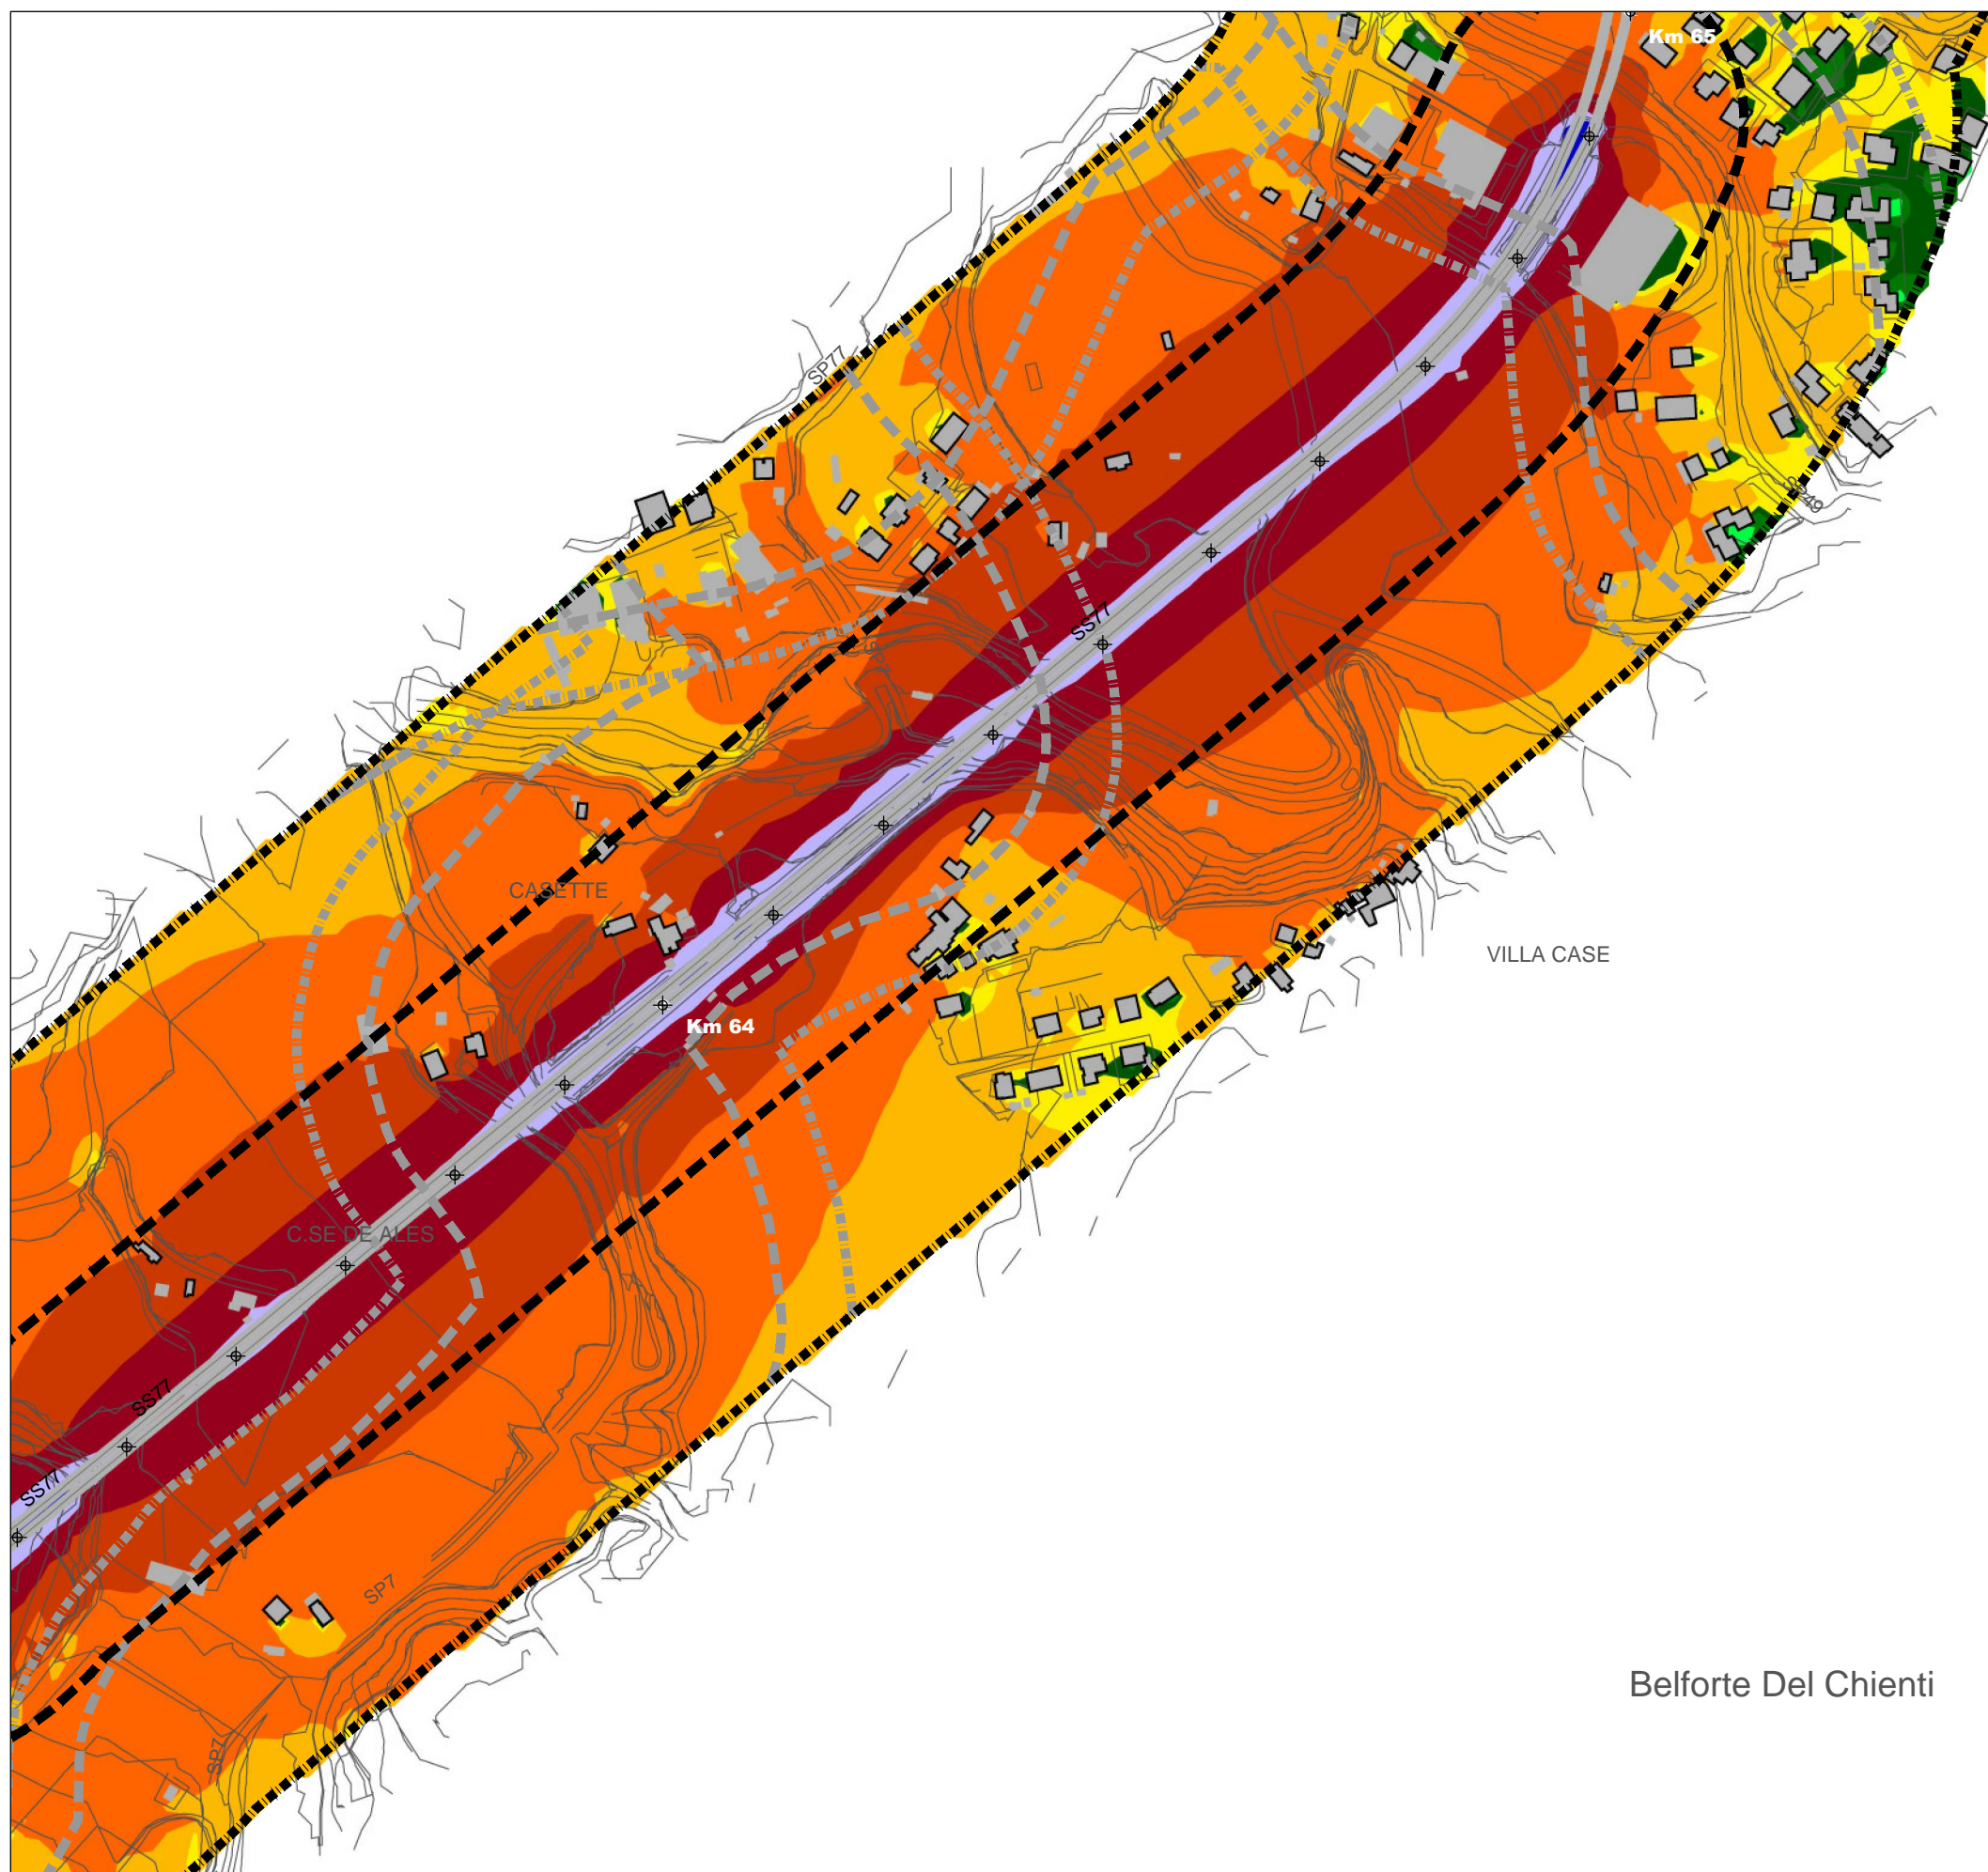 Km 65
SP77
SS77
CASETTE
VILLA CASE
Km 64
C.SE DE ALES
SS77
SS77
SP7
Belforte Del Chienti
SP7